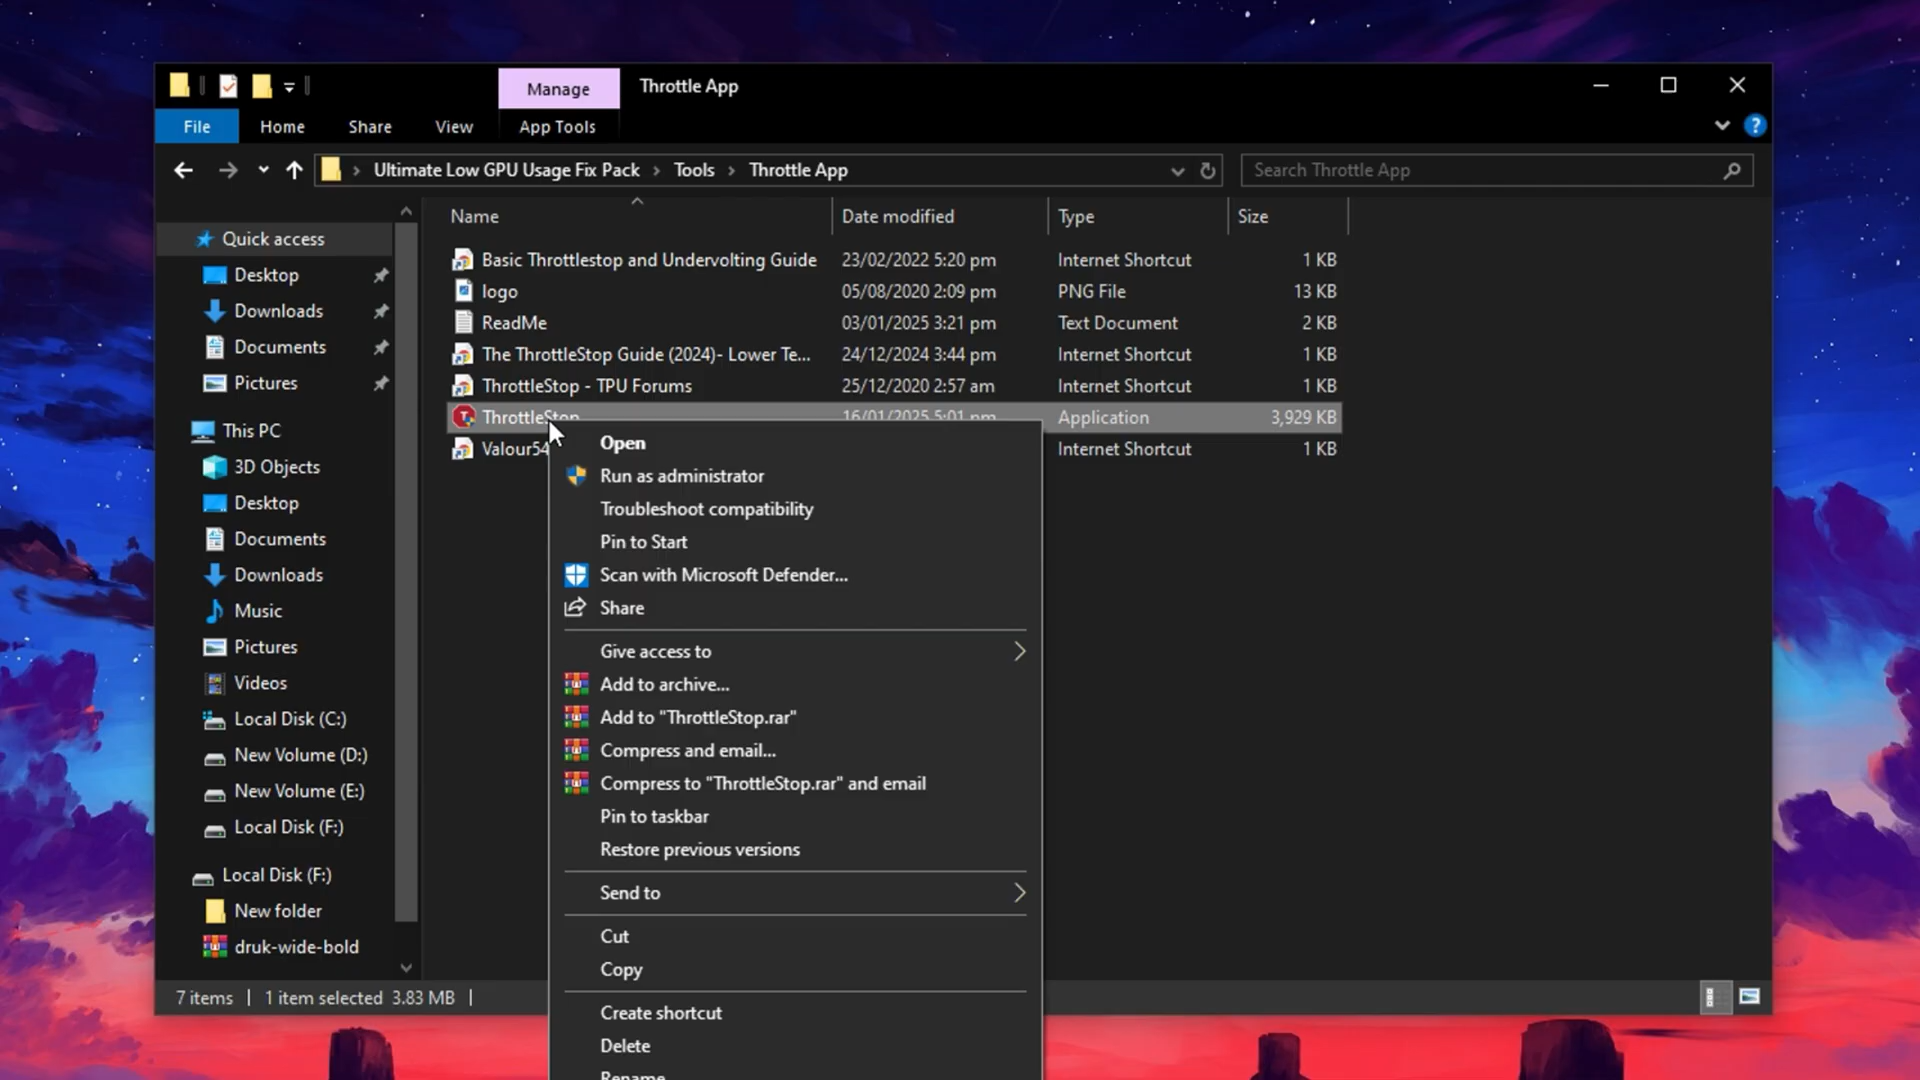 Manage
Throttle App
File
Home
Share
View
App Tools
Ultimate Low GPU Usage Fix Pack
Tools
Throttle App
Search Throttle App
Name
Date modified
Type
Size
Basic Throttlestop and Undervolting Guide 23/02/2022 5:20 pm Internet Shortcut 1 KB
logo 05/08/2020 2:09 pm PNG File 13 KB
ReadMe 03/01/2025 3:21 pm Text Document 2 KB
The ThrottleStop Guide (2024)- Lower Te... 24/12/2024 3:44 pm Internet Shortcut 1 KB
ThrottleStop - TPU Forums 25/12/2020 2:57 am Internet Shortcut 1 KB
ThrottleStop 16/01/2025 5:01 pm Application 3,929 KB
Valour54 Internet Shortcut 1 KB
Quick access
Desktop
Downloads
Documents
Pictures
This PC
3D Objects
Desktop
Documents
Downloads
Music
Pictures
Videos
Local Disk (C:)
New Volume (D:)
New Volume (E:)
Local Disk (F:)
Local Disk (F:)
New folder
druk-wide-bold
Open
Run as administrator
Troubleshoot compatibility
Pin to Start
Scan with Microsoft Defender...
Share
Give access to
Add to archive...
Add to "ThrottleStop.rar"
Compress and email...
Compress to "ThrottleStop.rar" and email
Pin to taskbar
Restore previous versions
Send to
Cut
Copy
Create shortcut
Delete
Rename
7 items
1 item selected 3.83 MB